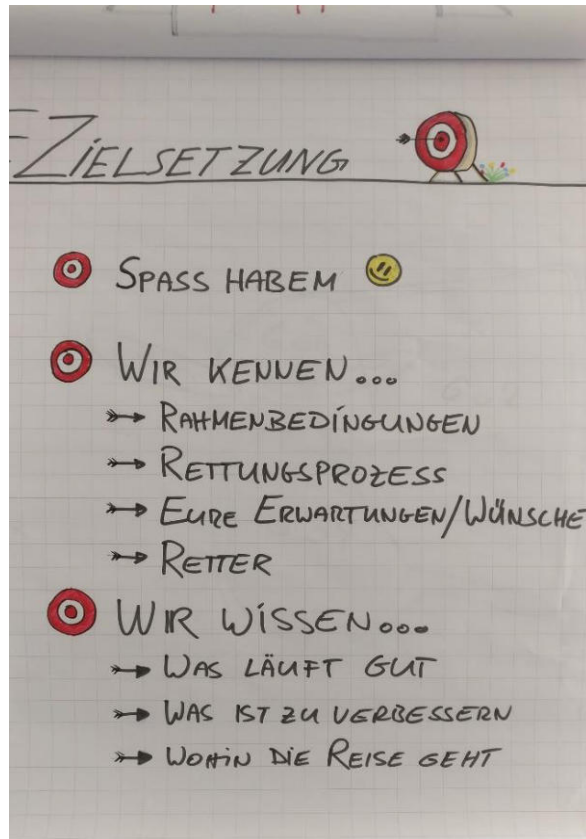 ZIELSETZUNG
SPASS HABEM
WIR KENNEN...
RAHMENBEDINGUNGEN
RETTUNGSPROZESS
EURE ERWARTUNGEN/WÜNSCHE
RETTER
WIR WISSEN...
WAS LÄUFT GUT
WAS IST ZU VERBESSERN
WOHIN DIE REISE GEHT